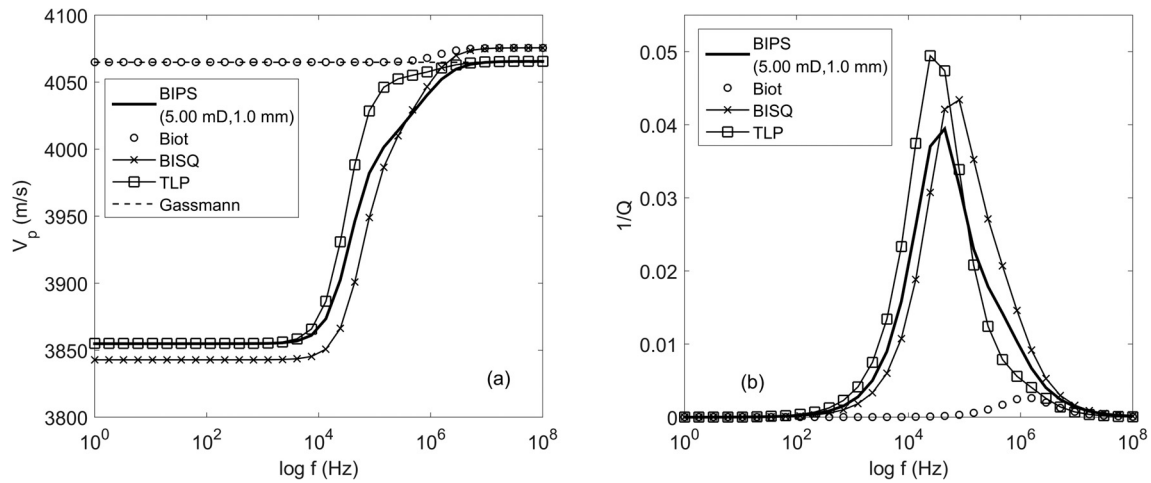 4100
4050
4000
3950
3900
3850
3800
V_p (m/s)
BIPS
(5.00 mD,1.0 mm)
Biot
BISQ
TLP
Gassmann
(a)
10^0
10^2
10^4
10^6
10^8
log f (Hz)
0.05
0.04
0.03
0.02
0.01
0
1/Q
BIPS
(5.00 mD,1.0 mm)
Biot
BISQ
TLP
(b)
10^0
10^2
10^4
10^6
10^8
log f (Hz)